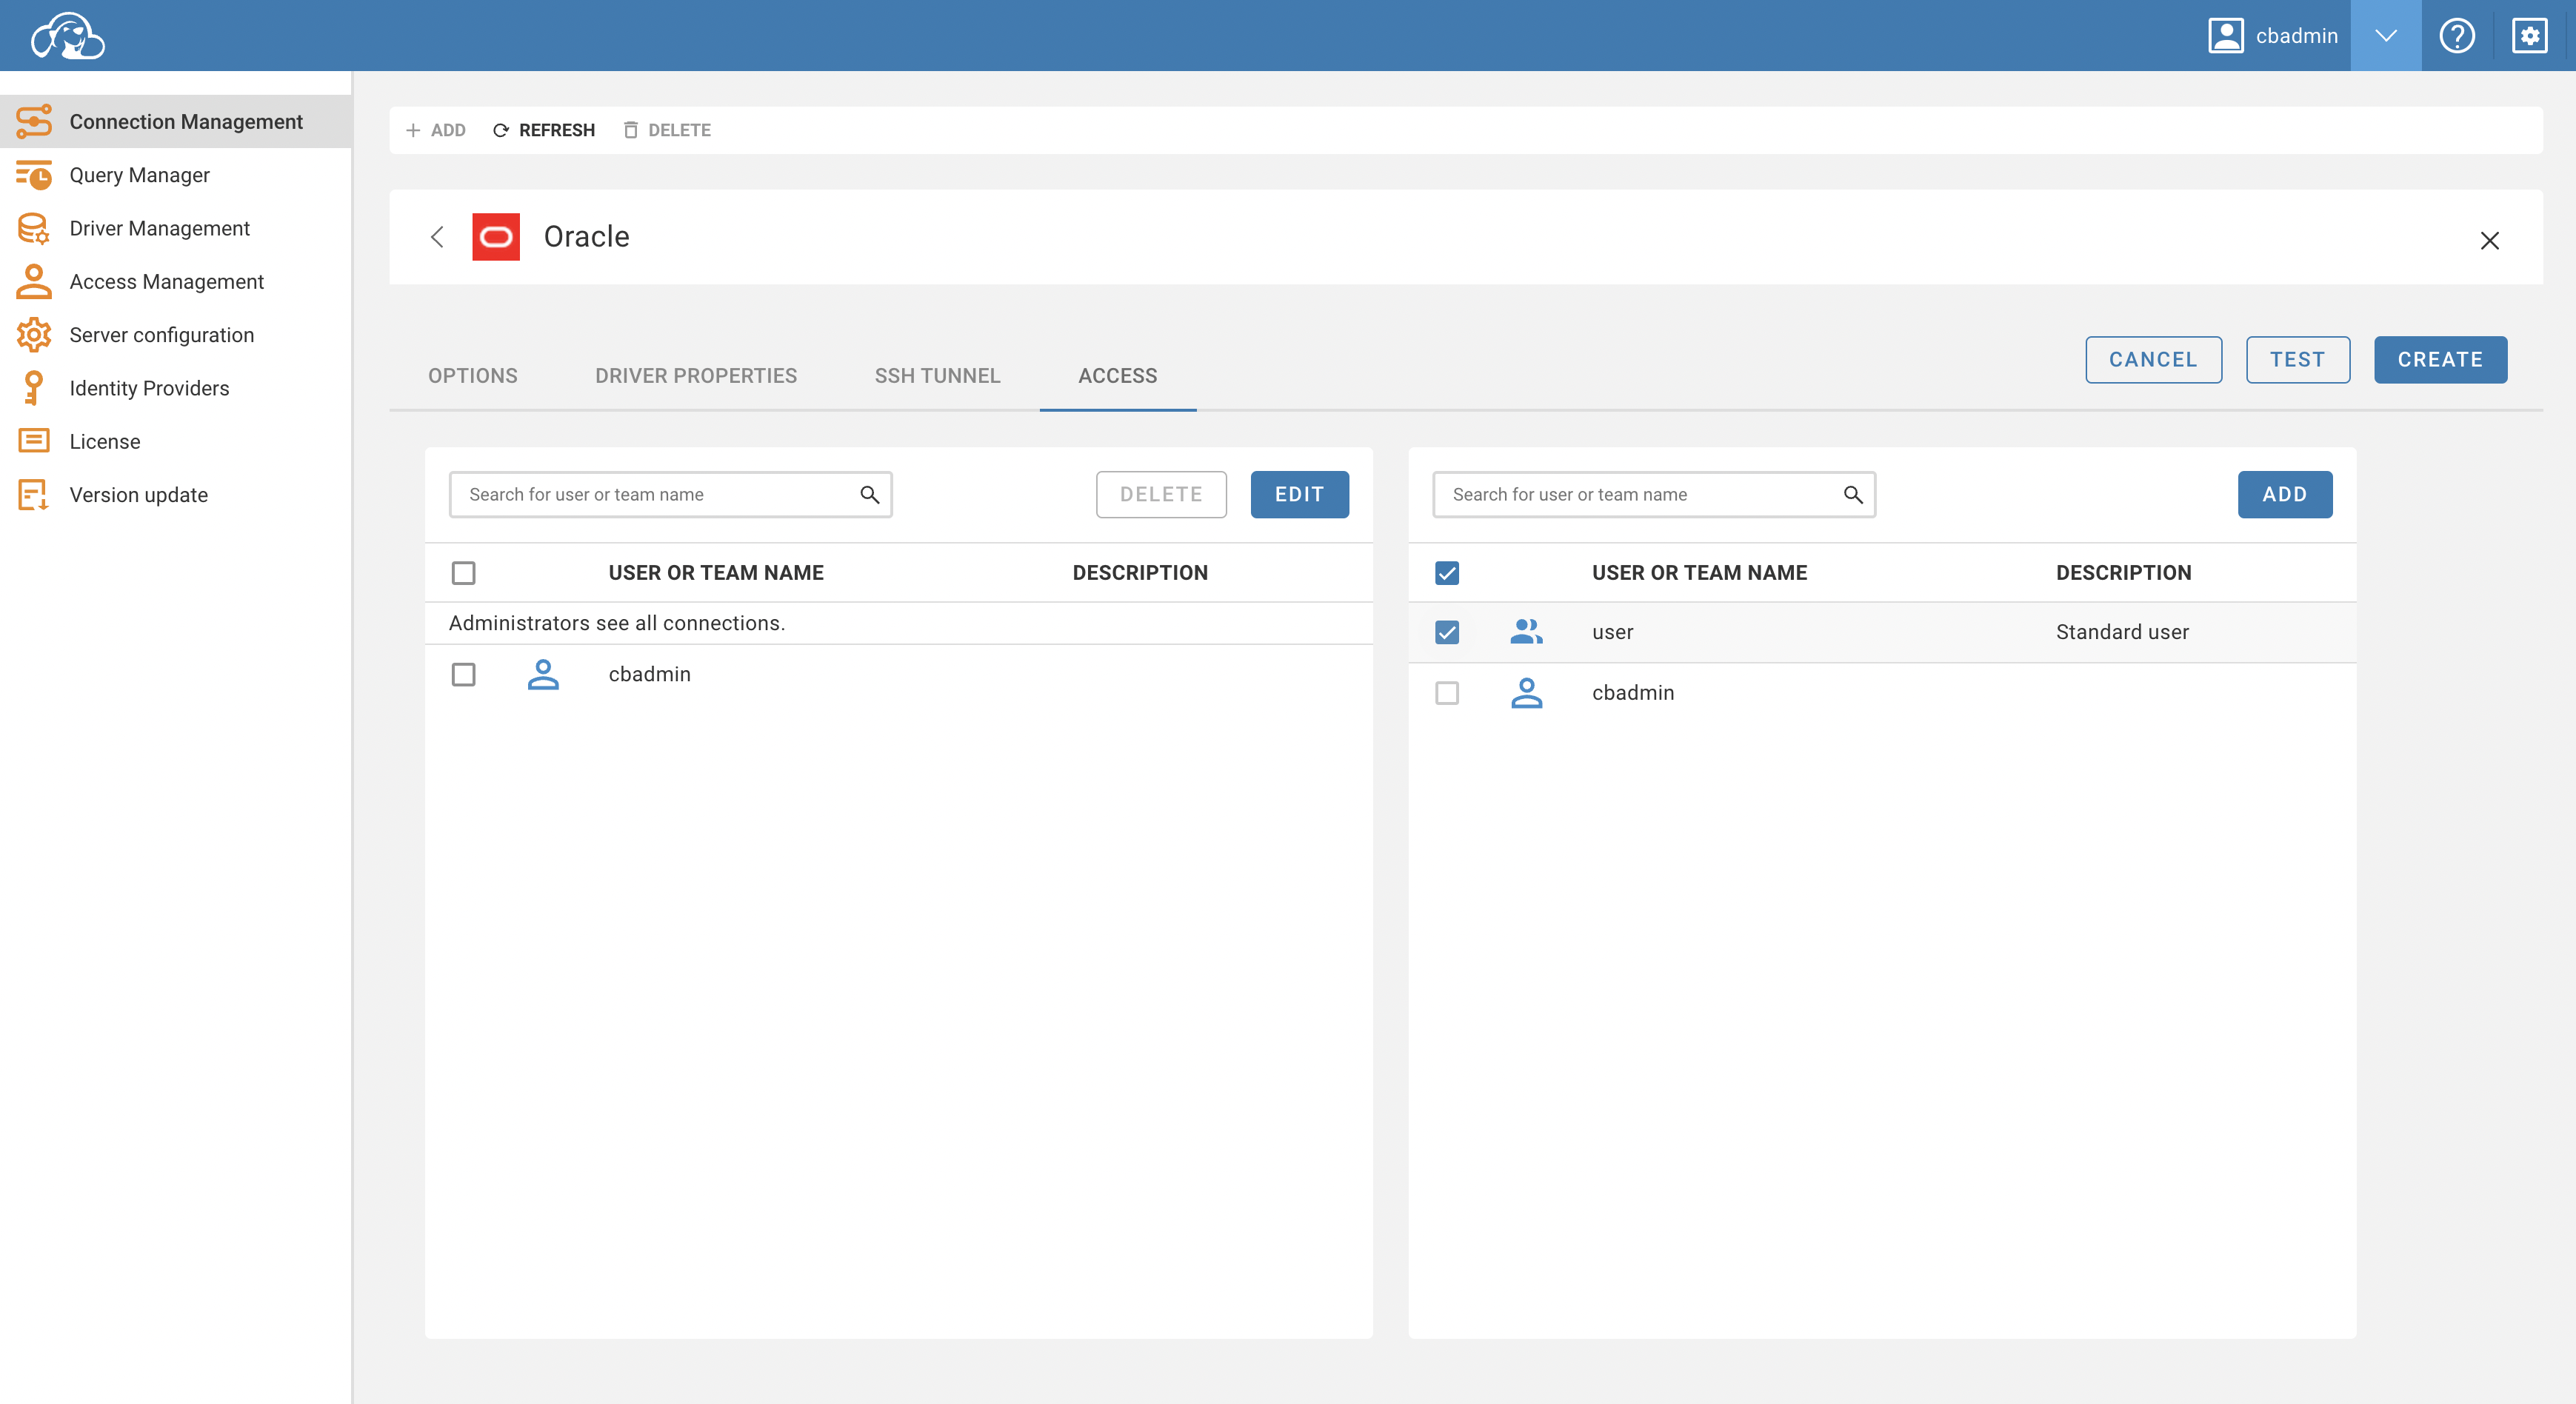 cbadmin
Connection Management
Query Manager
Driver Management
Access Management
Server configuration
Identity Providers
License
Version update
ADD REFRESH DELETE
Oracle
OPTIONS DRIVER PROPERTIES SSH TUNNEL ACCESS
CANCEL TEST CREATE
Search for user or team name DELETE EDIT
USER OR TEAM NAME DESCRIPTION
Administrators see all connections.
cbadmin
Search for user or team name ADD
USER OR TEAM NAME DESCRIPTION
user Standard user
cbadmin